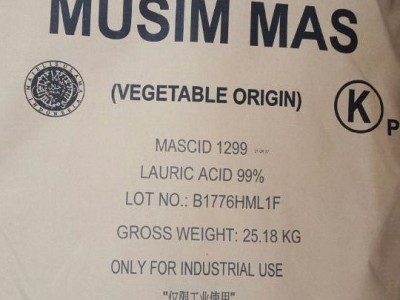 MUSIM MAS
(VEGETABLE ORIGIN)
K
P
MASCID 1299
LAURIC ACID 99%
LOT NO.: B1776HML1F
GROSS WEIGHT: 25.18 KG
ONLY FOR INDUSTRIAL USE
"仅限工业使用"